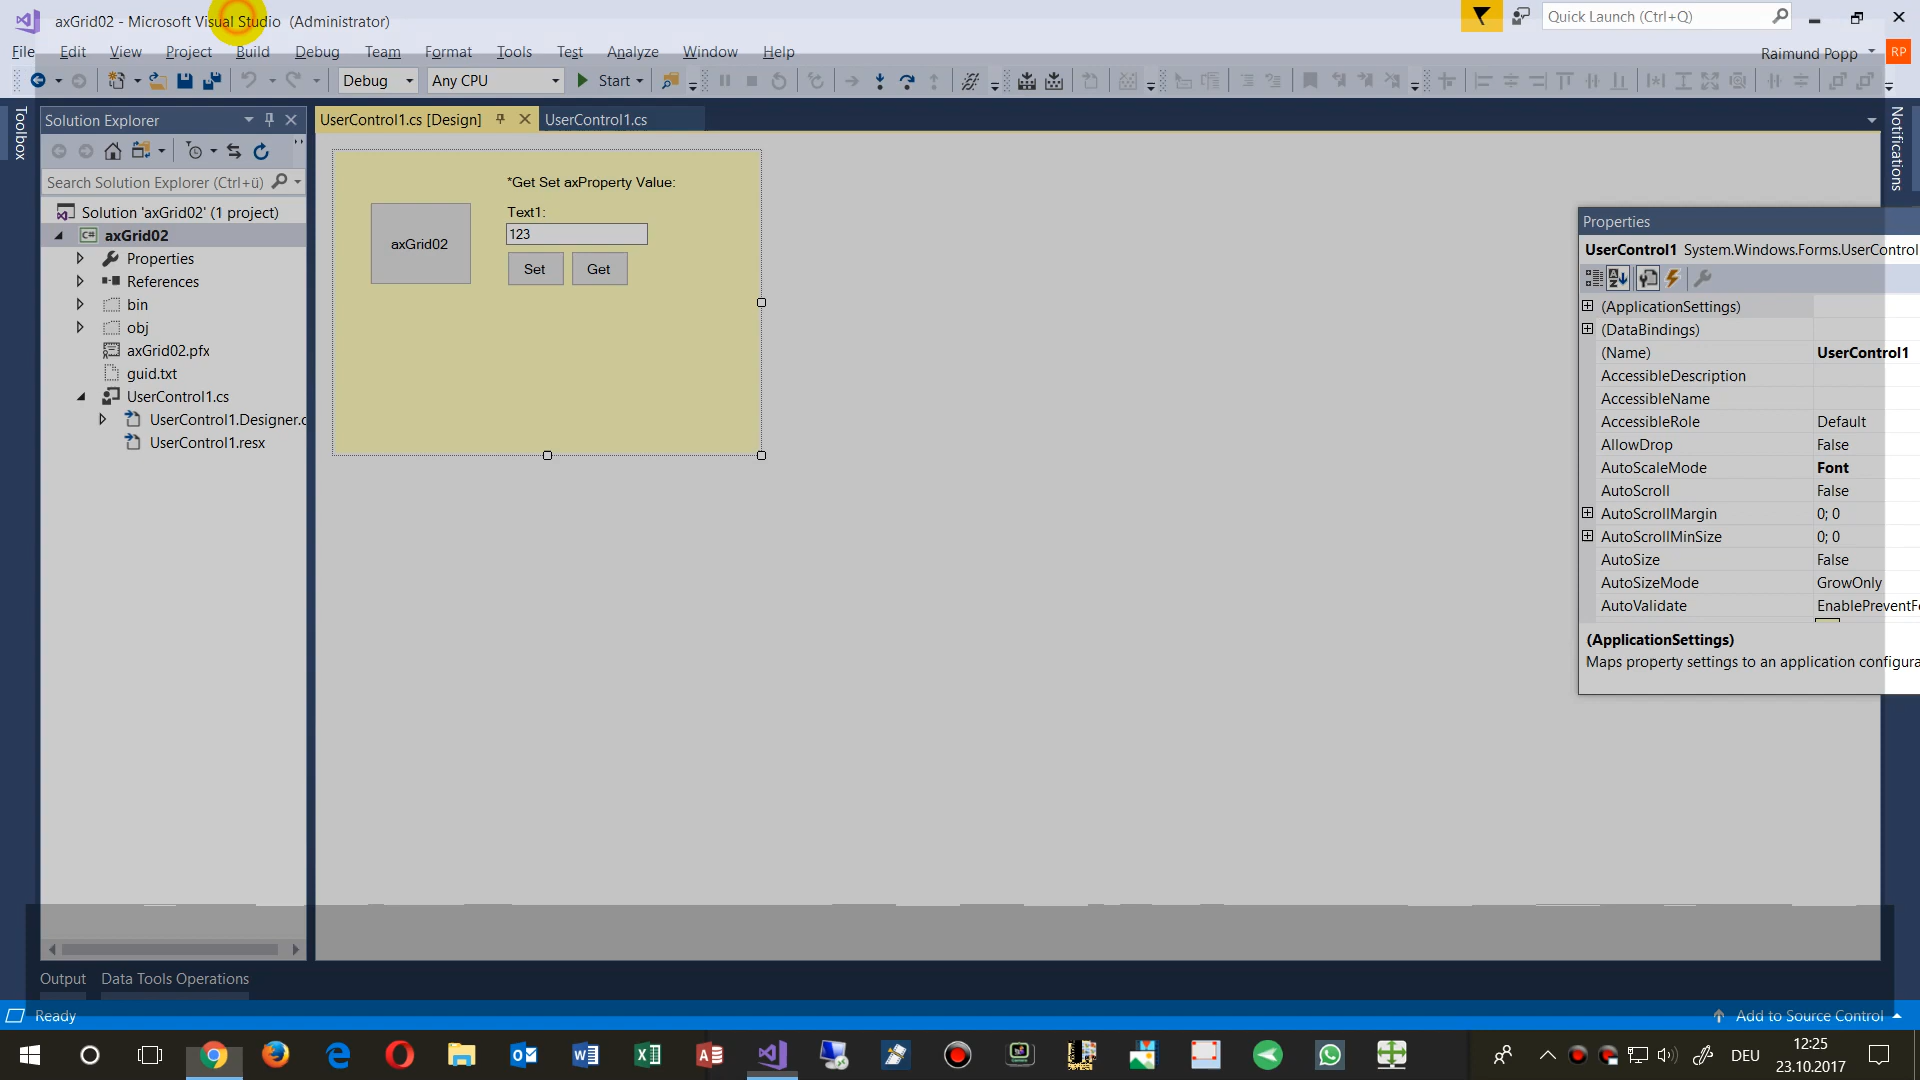 axGrid02 - Microsoft Visual Studio (Administrator)
Quick Launch (Ctrl+Q)
File Edit View Project Build Debug Team Format Tools Test Analyze Window Help
Raimund Popp
RP
Debug
Any CPU
Start
Toolbox
Solution Explorer
Search Solution Explorer (Ctrl+ü)
Solution 'axGrid02' (1 project)
axGrid02
Properties
References
bin
obj
axGrid02.pfx
guid.txt
UserControl1.cs
UserControl1.Designer.c
UserControl1.resx
UserControl1.cs [Design]
UserControl1.cs
axGrid02
*Get Set axProperty Value:
Text1:
123
Set
Get
Notifications
Properties
UserControl1 System.Windows.Forms.UserControl
(ApplicationSettings)
(DataBindings)
(Name) UserControl1
AccessibleDescription
AccessibleName
AccessibleRole Default
AllowDrop False
AutoScaleMode Font
AutoScroll False
AutoScrollMargin 0; 0
AutoScrollMinSize 0; 0
AutoSize False
AutoSizeMode GrowOnly
AutoValidate EnablePreventFo
(ApplicationSettings)
Maps property settings to an application configura
Output
Data Tools Operations
Ready
Add to Source Control
DEU
12:25
23.10.2017